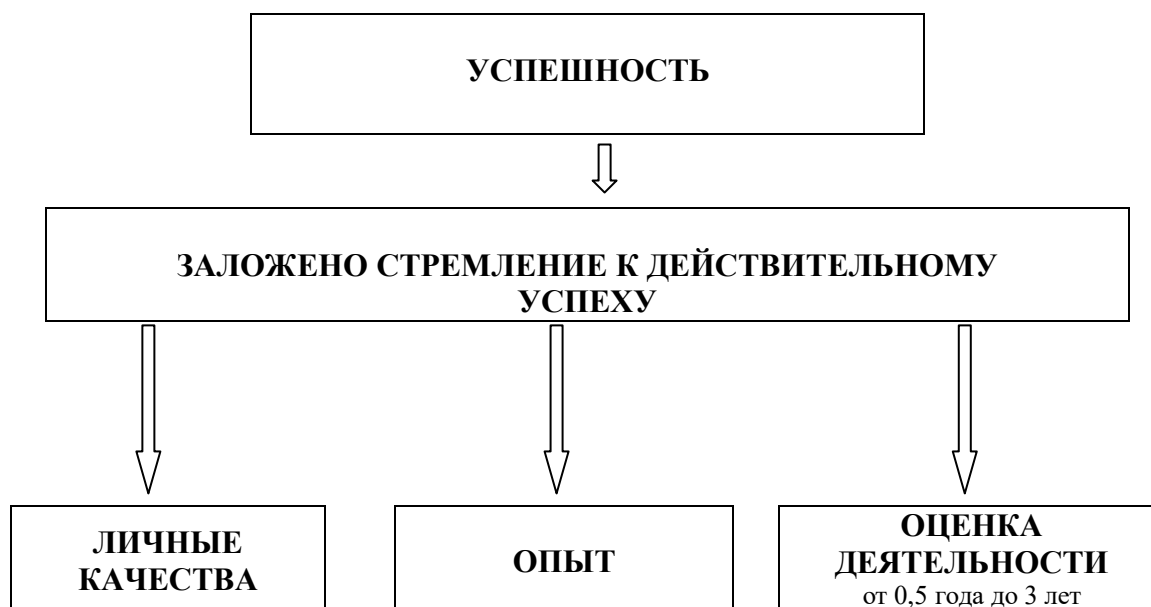 УСПЕШНОСТЬ
ЗАЛОЖЕНО СТРЕМЛЕНИЕ К ДЕЙСТВИТЕЛЬНОМУ
УСПЕХУ
ЛИЧНЫЕ
КАЧЕСТВА
ОПЫТ
ОЦЕНКА
ДЕЯТЕЛЬНОСТИ
от 0,5 года до 3 лет